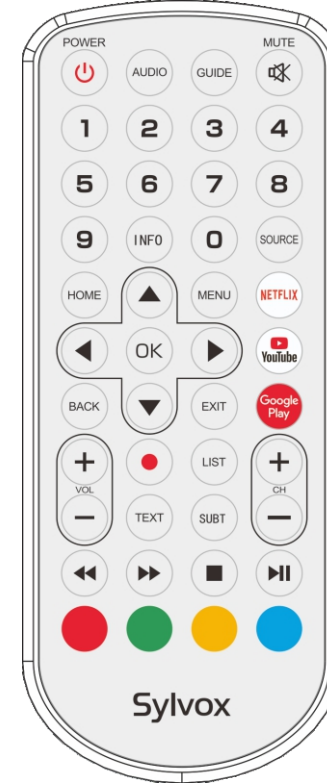 POWER MUTE
AUDIO GUIDE
1 2 3 4
5 6 7 8
9 INFO 0 SOURCE
HOME MENU NETFLIX
OK YouTube
BACK EXIT Google
Play
+ LIST +
VOL CH
− TEXT SUBT −
Sylvox